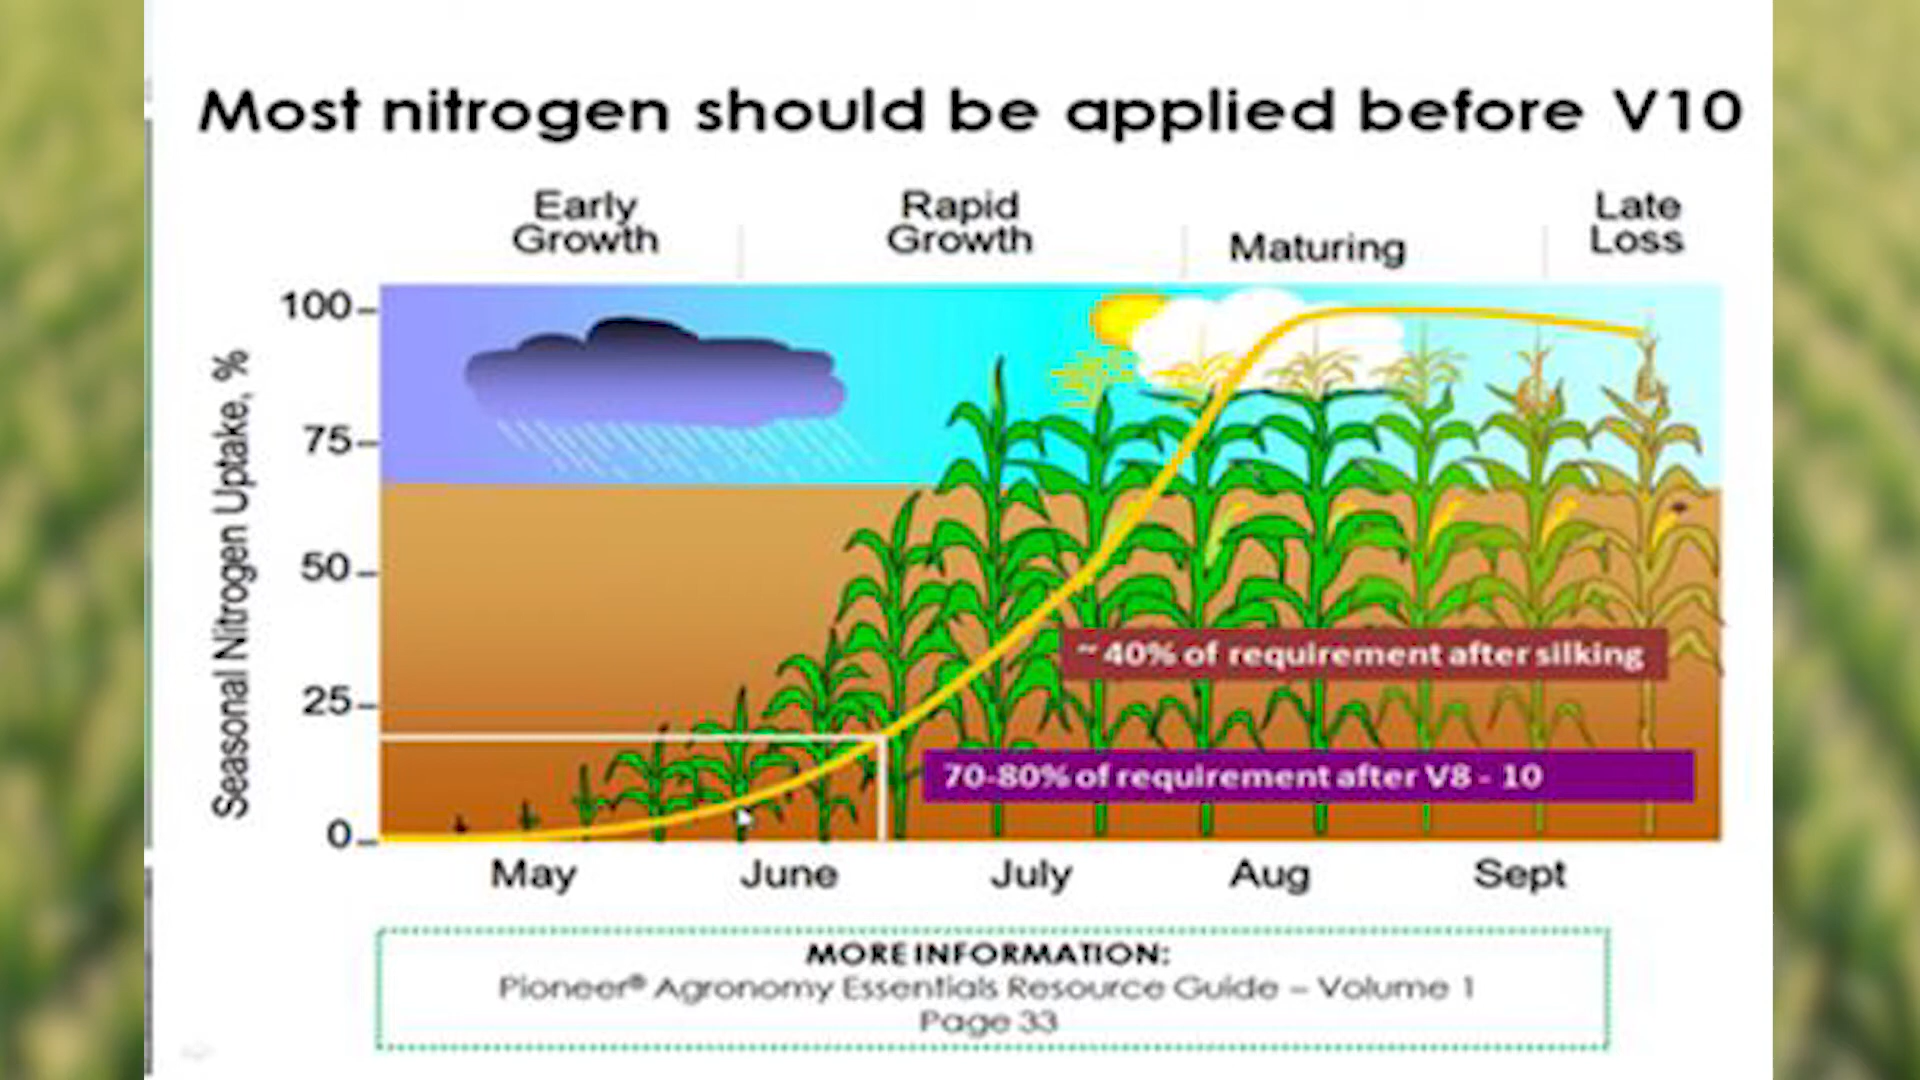 Most nitrogen should be applied before V10
Early
Growth
Rapid
Growth
Maturing
Late
Loss
Seasonal Nitrogen Uptake, %
100
75
50
25
0
~ 40% of requirement after silking
70-80% of requirement after V8 - 10
May
June
July
Aug
Sept
MORE INFORMATION:
Pioneer® Agronomy Essentials Resource Guide – Volume 1
Page 33